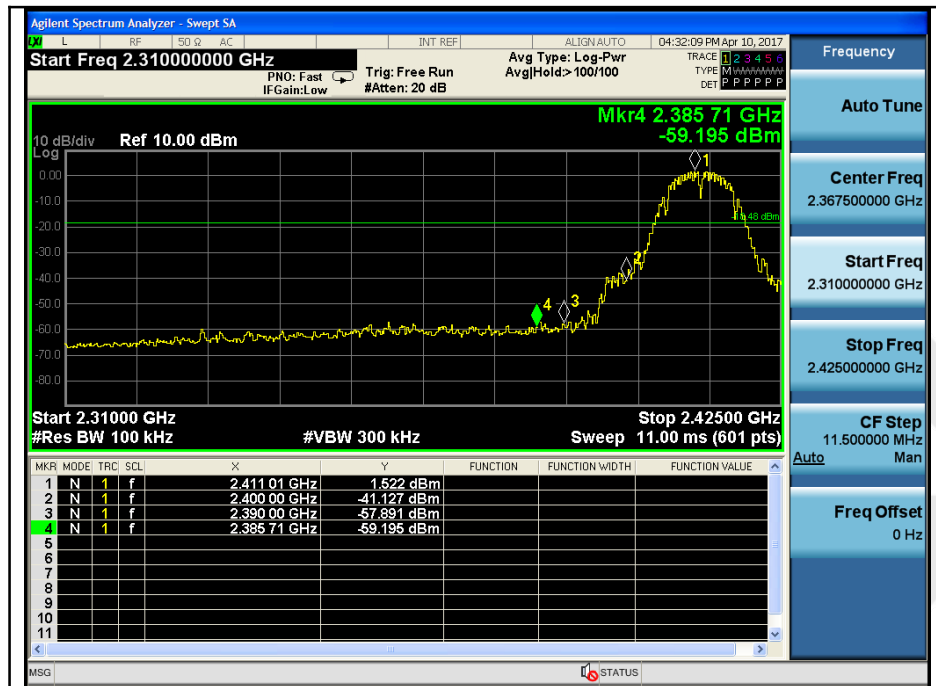 Agilent Spectrum Analyzer - Swept SA
LXI L RF 50 Ω AC INT REF ALIGN AUTO 04:32:09 PM Apr 10, 2017
Start Freq 2.310000000 GHz
PNO: Fast
IFGain:Low
Trig: Free Run
#Atten: 20 dB
Avg Type: Log-Pwr
Avg|Hold:>100/100
TRACE 1 2 3 4 5 6
TYPE M
DET P P P P P P
Mkr4 2.385 71 GHz
-59.195 dBm
10 dB/div Ref 10.00 dBm
Log
0.00
-10.0
-20.0
-30.0
-40.0
-50.0
-60.0
-70.0
-80.0
1
2
3
4
Start 2.31000 GHz Stop 2.42500 GHz
#Res BW 100 kHz #VBW 300 kHz Sweep 11.00 ms (601 pts)
MKR MODE TRC SCL X Y FUNCTION FUNCTION WIDTH FUNCTION VALUE
1 N 1 f 2.411 01 GHz 1.522 dBm
2 N 1 f 2.400 00 GHz -41.127 dBm
3 N 1 f 2.390 00 GHz -57.891 dBm
4 N 1 f 2.385 71 GHz -59.195 dBm
5
6
7
8
9
10
11
MSG STATUS
Frequency
Auto Tune
Center Freq
2.367500000 GHz
Start Freq
2.310000000 GHz
Stop Freq
2.425000000 GHz
CF Step
11.500000 MHz
Auto Man
Freq Offset
0 Hz